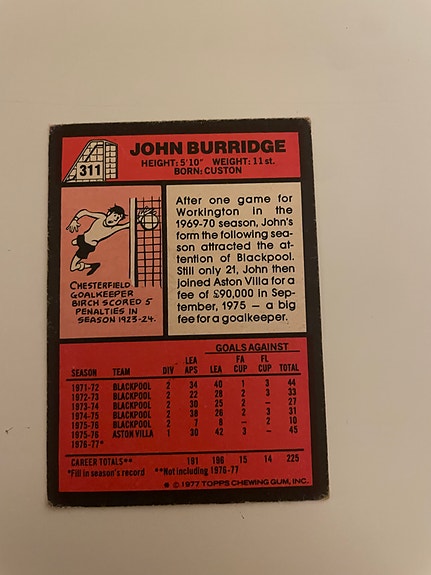 311
JOHN BURRIDGE
HEIGHT: 5'10" WEIGHT: 11 st.
BORN: CUSTON
After one game for
Workington in the
1969-70 season, John's
form the following sea-
son attracted the at-
tention of Blackpool.
Still only 21, John then
joined Aston Villa for a
fee of £90,000 in Sep-
tember, 1975 — a big
fee for a goalkeeper.
CHESTERFIELD
GOALKEEPER
BIRCH SCORED 5
PENALTIES IN
SEASON 1923-24.
GOALS AGAINST
LEA FA FL
SEASON TEAM DIV APS LEA CUP CUP TOTAL
1971-72 BLACKPOOL 2 34 40 1 3 44
1972-73 BLACKPOOL 2 22 28 2 3 33
1973-74 BLACKPOOL 2 30 25 2 – 27
1974-75 BLACKPOOL 2 38 26 2 3 31
1975-76 BLACKPOOL 2 7 8 – 2 10
1975-76 ASTON VILLA 1 30 42 3 – 45
1976-77*
CAREER TOTALS** 191 196 15 14 225
*Fill in season's record **Not including 1976-77
© 1977 TOPPS CHEWING GUM, INC.